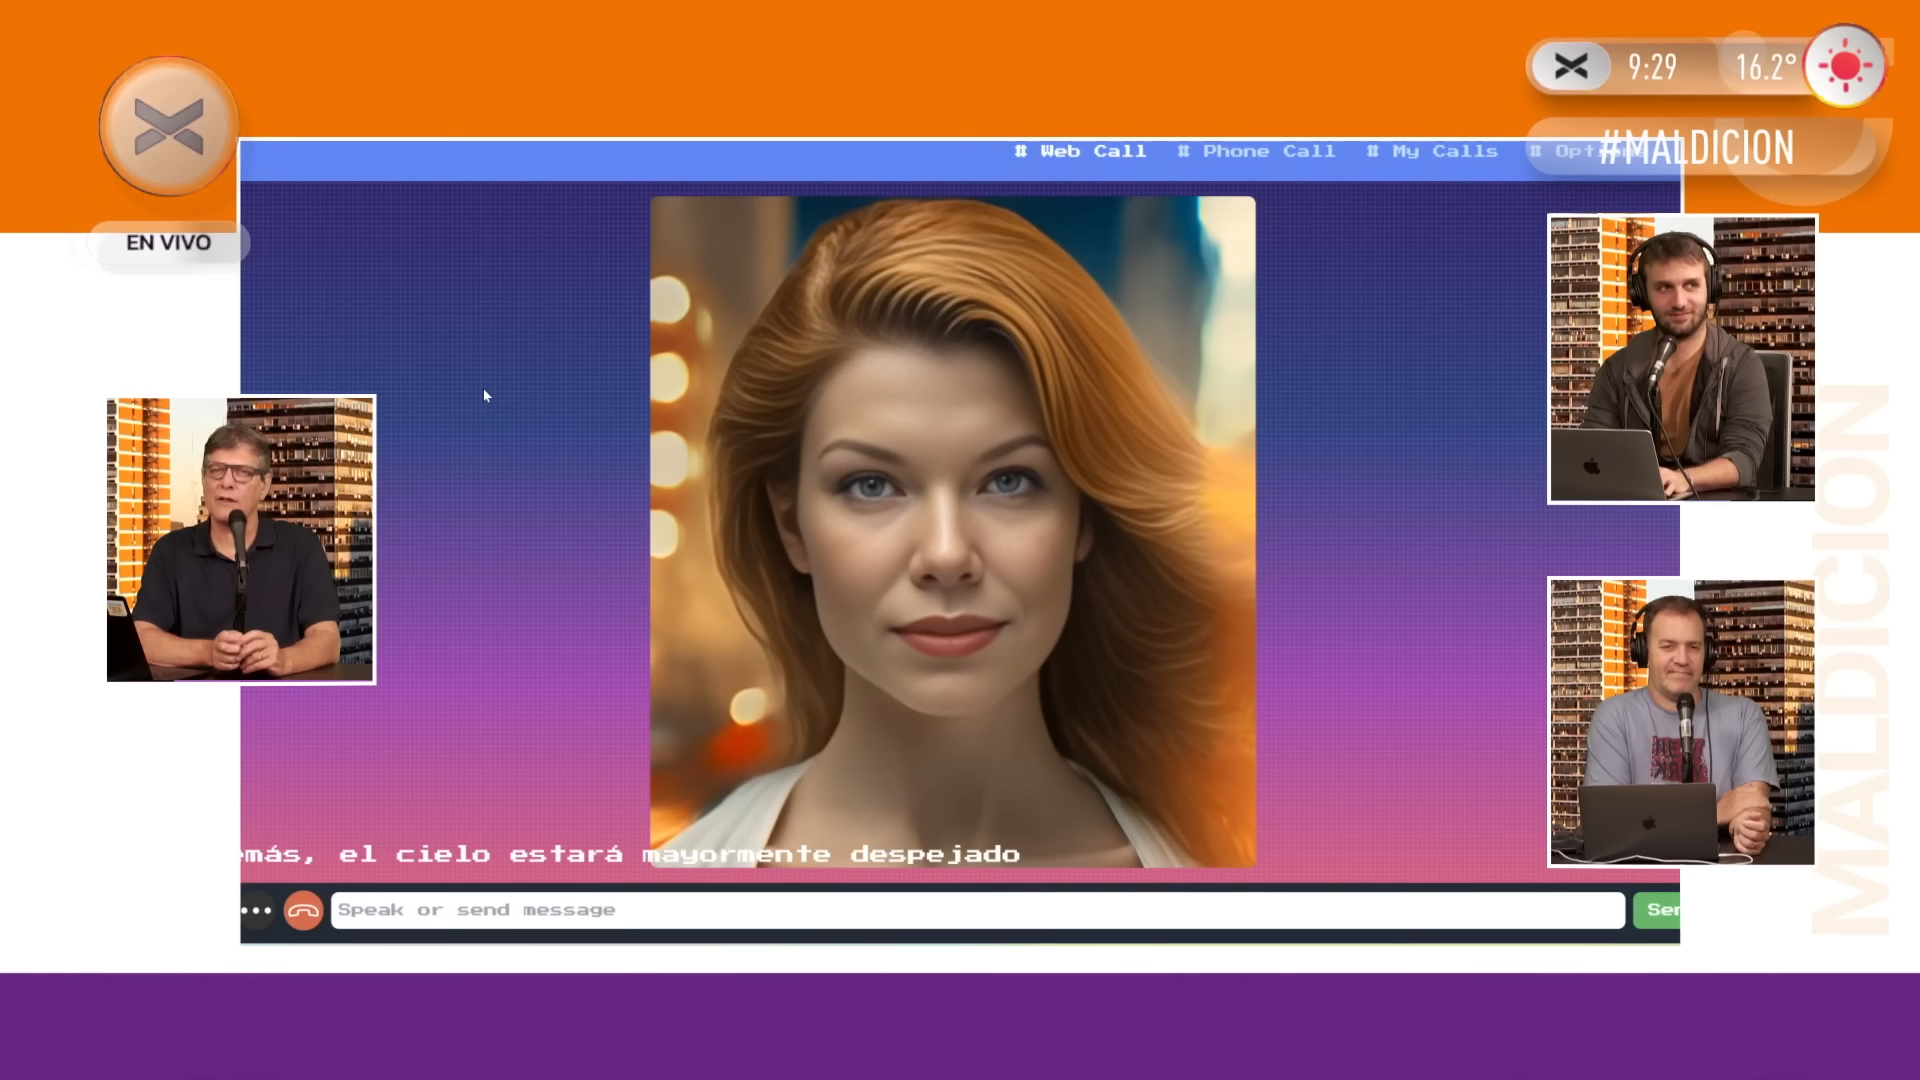 9:29 16.2°
#MALDICION
# Web Call # Phone Call # My Calls # Opt
EN VIVO
MALDICION
emás, el cielo estará mayormente despejado
Speak or send message
Sen